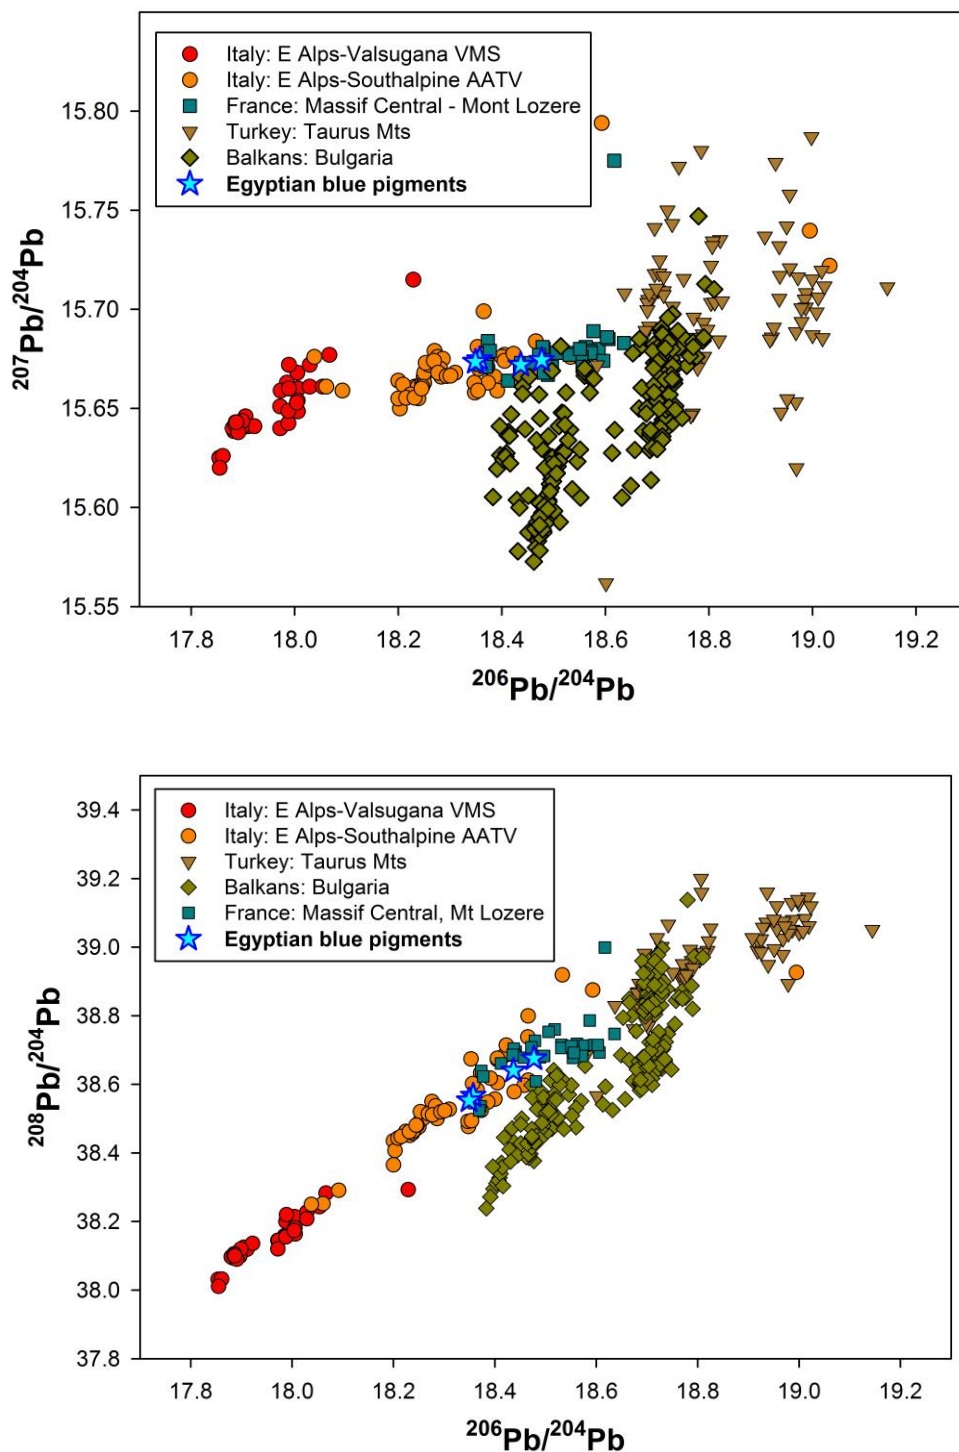 Italy: E Alps-Valsugana VMS
Italy: E Alps-Southalpine AATV
France: Massif Central - Mont Lozere
Turkey: Taurus Mts
Balkans: Bulgaria
Egyptian blue pigments
15.80
15.75
15.70
15.65
15.60
15.55
²⁰⁷Pb/²⁰⁴Pb
17.8 18.0 18.2 18.4 18.6 18.8 19.0 19.2
²⁰⁶Pb/²⁰⁴Pb
Italy: E Alps-Valsugana VMS
Italy: E Alps-Southalpine AATV
Turkey: Taurus Mts
Balkans: Bulgaria
France: Massif Central, Mt Lozere
Egyptian blue pigments
39.4
39.2
39.0
38.8
38.6
38.4
38.2
38.0
37.8
²⁰⁸Pb/²⁰⁴Pb
17.8 18.0 18.2 18.4 18.6 18.8 19.0 19.2
²⁰⁶Pb/²⁰⁴Pb